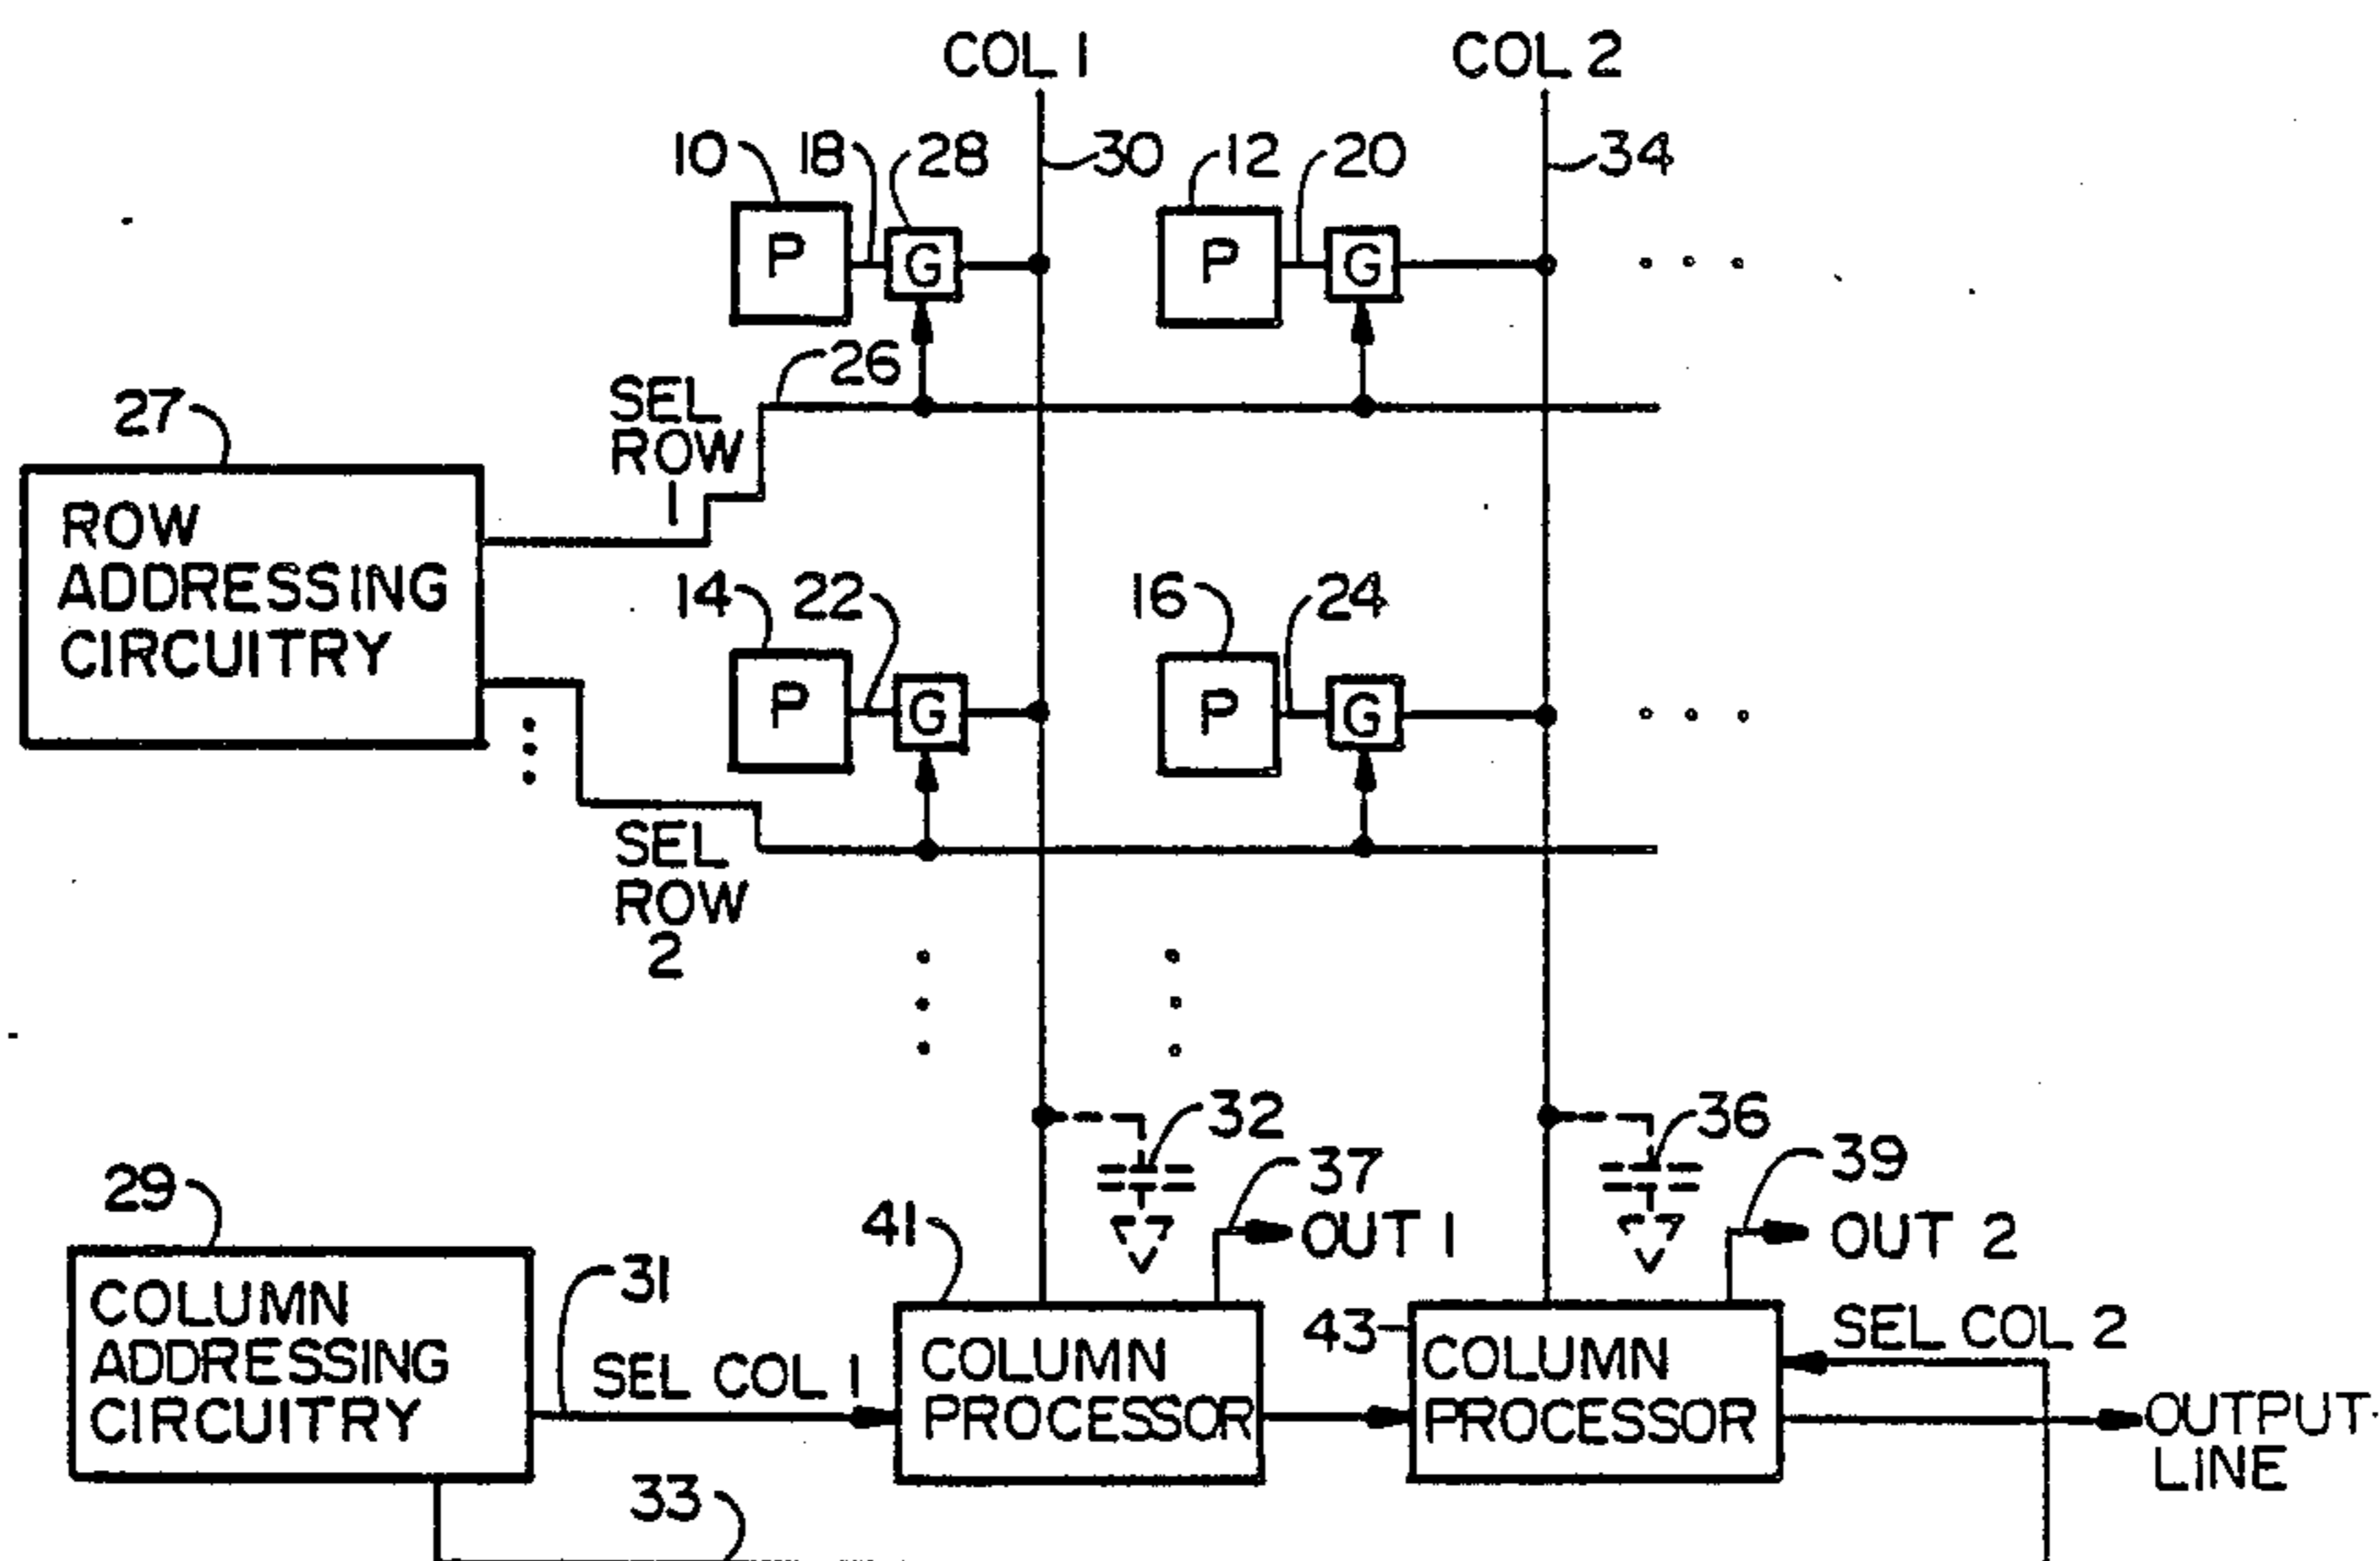 COL 1
COL 2
10
18
28
30
12
20
34
P
G
P
G
26
SEL
ROW
1
27
ROW
ADDRESSING
CIRCUITRY
14
22
16
24
P
G
P
G
SEL
ROW
2
32
36
37
39
OUT 1
OUT 2
29
41
31
43
COLUMN
ADDRESSING
CIRCUITRY
SEL COL 1
COLUMN
PROCESSOR
COLUMN
PROCESSOR
SEL COL 2
OUTPUT
LINE
33